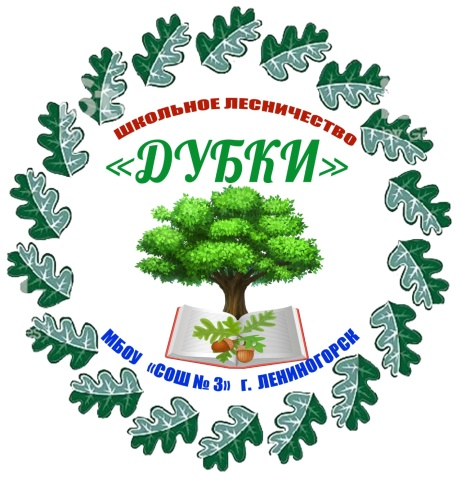 ШКОЛЬНОЕ ЛЕСНИЧЕСТВО
«ДУБКИ»
МБОУ «СОШ № 3» г. ЛЕНИНОГОРСК